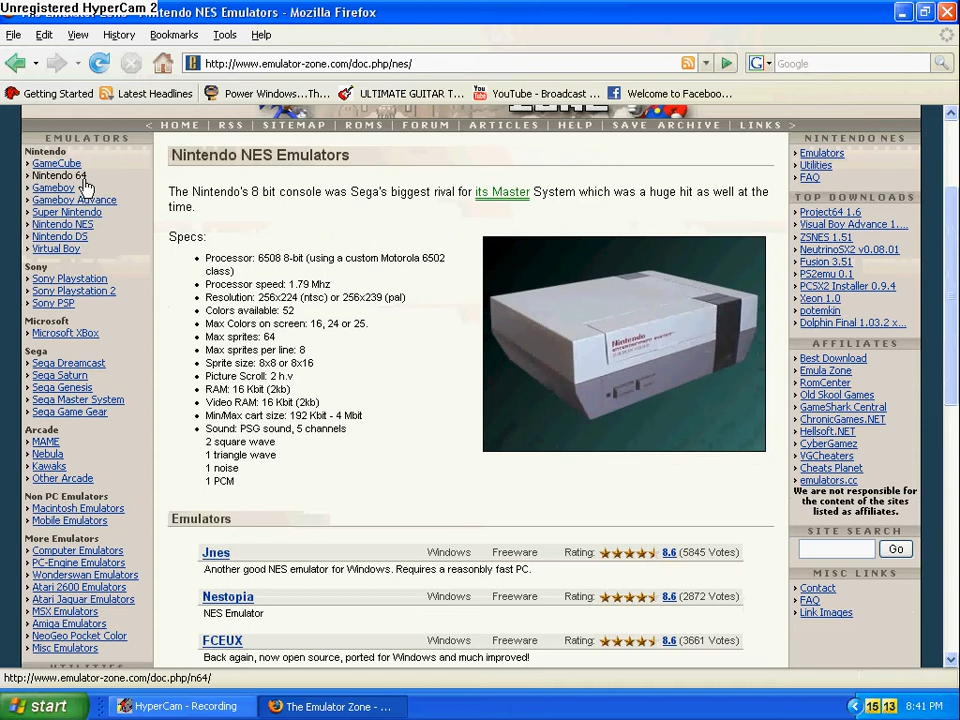 Unregistered HyperCam 2
Nintendo NES Emulators - Mozilla Firefox
File Edit View History Bookmarks Tools Help
http://www.emulator-zone.com/doc.php/nes/
Google
Getting Started Latest Headlines Power Windows...Th... ULTIMATE GUITAR T... YouTube - Broadcast ... Welcome to Faceboo...
< HOME | RSS | SITEMAP | ROMS | FORUM | ARTICLES | HELP | SAVE ARCHIVE | LINKS >
EMULATORS
Nintendo
GameCube
Nintendo 64
Gameboy
Gameboy Advance
Super Nintendo
Nintendo NES
Nintendo DS
Virtual Boy
Sony
Sony Playstation
Sony Playstation 2
Sony PSP
Microsoft
Microsoft XBox
Sega
Sega Dreamcast
Sega Saturn
Sega Genesis
Sega Master System
Sega Game Gear
Arcade
MAME
Nebula
Kawaks
Other Arcade
Non PC Emulators
Macintosh Emulators
Mobile Emulators
More Emulators
Computer Emulators
PC-Engine Emulators
Wonderswan Emulators
Atari 2600 Emulators
Atari Jaguar Emulators
MSX Emulators
Amiga Emulators
NeoGeo Pocket Color
Misc Emulators
UTILITIES
Nintendo NES Emulators
The Nintendo's 8 bit console was Sega's biggest rival for its Master System which was a huge hit as well at the
time.
Specs:
Processor: 6508 8-bit (using a custom Motorola 6502
class)
Processor speed: 1.79 Mhz
Resolution: 256x224 (ntsc) or 256x239 (pal)
Colors available: 52
Max Colors on screen: 16, 24 or 25.
Max sprites: 64
Max sprites per line: 8
Sprite size: 8x8 or 8x16
Picture Scroll: 2 h.v
RAM: 16 Kbit (2kb)
Video RAM: 16 Kbit (2kb)
Min/Max cart size: 192 Kbit - 4 Mbit
Sound: PSG sound, 5 channels
2 square wave
1 triangle wave
1 noise
1 PCM
Nintendo
Emulators
Jnes Windows Freeware Rating: 8.6 (5845 Votes)
Another good NES emulator for Windows. Requires a reasonbly fast PC.
Nestopia Windows Freeware Rating: 8.6 (2872 Votes)
NES Emulator
FCEUX Windows Freeware Rating: 8.6 (3661 Votes)
Back again, now open source, ported for Windows and much improved!
NINTENDO NES
Emulators
Utilities
FAQ
TOP DOWNLOADS
Project64 1.6
Visual Boy Advance 1....
ZSNES 1.51
NeutrinoSX2 v0.08.01
Fusion 3.51
PS2emu 0.1
PCSX2 Installer 0.9.4
Xeon 1.0
potemkin
Dolphin Final 1.03.2 x...
AFFILIATES
Best Download
Emula Zone
RomCenter
Old Skool Games
GameShark Central
ChronicGames.NET
Hellsoft.NET
CyberGamez
VGCheaters
Cheats Planet
emulators.cc
We are not responsible for
the content of the sites
listed as affiliates.
SITE SEARCH
Go
MISC LINKS
Contact
FAQ
Link Images
http://www.emulator-zone.com/doc.php/n64/
start HyperCam - Recording The Emulator Zone - ... 15 13 8:41 PM